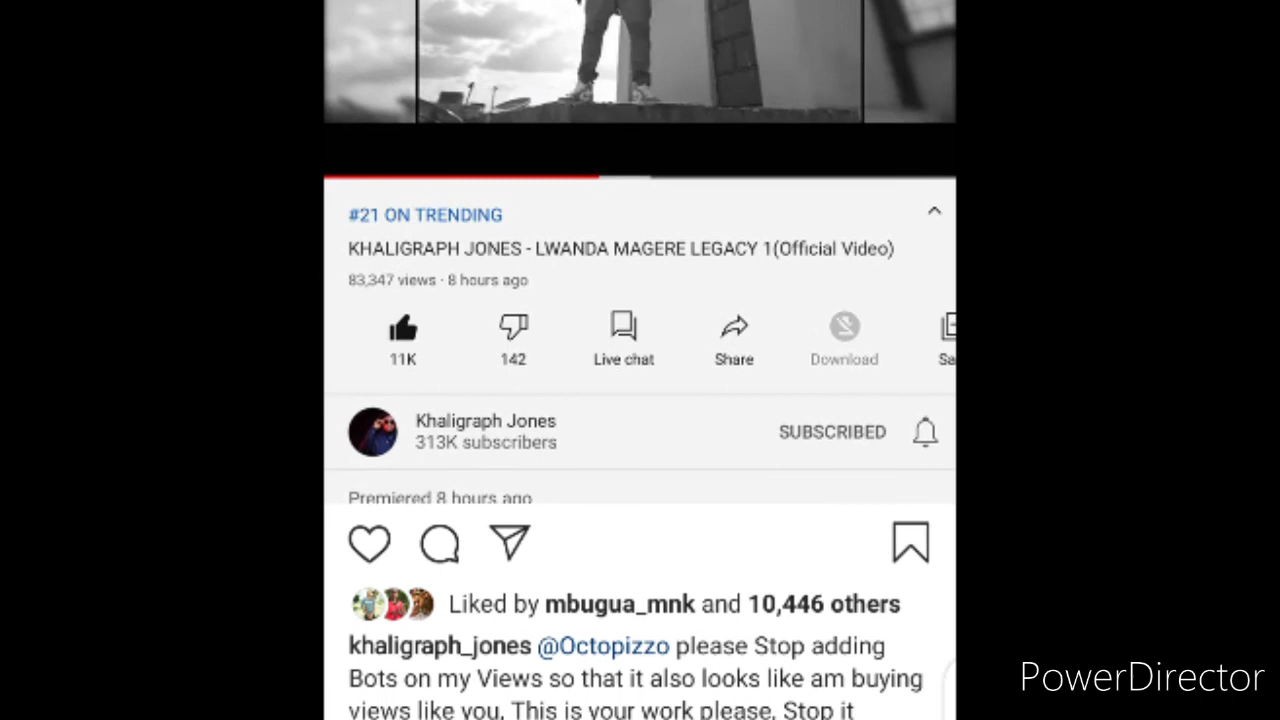 #21 ON TRENDING
KHALIGRAPH JONES - LWANDA MAGERE LEGACY 1(Official Video)
83,347 views · 8 hours ago
11K
142
Live chat
Share
Download
Sa
Khaligraph Jones
313K subscribers
SUBSCRIBED
Premiered 8 hours ago
Liked by mbugua_mnk and 10,446 others
khaligraph_jones @Octopizzo please Stop adding
Bots on my Views so that it also looks like am buying
views like you, This is your work please, Stop it
PowerDirector